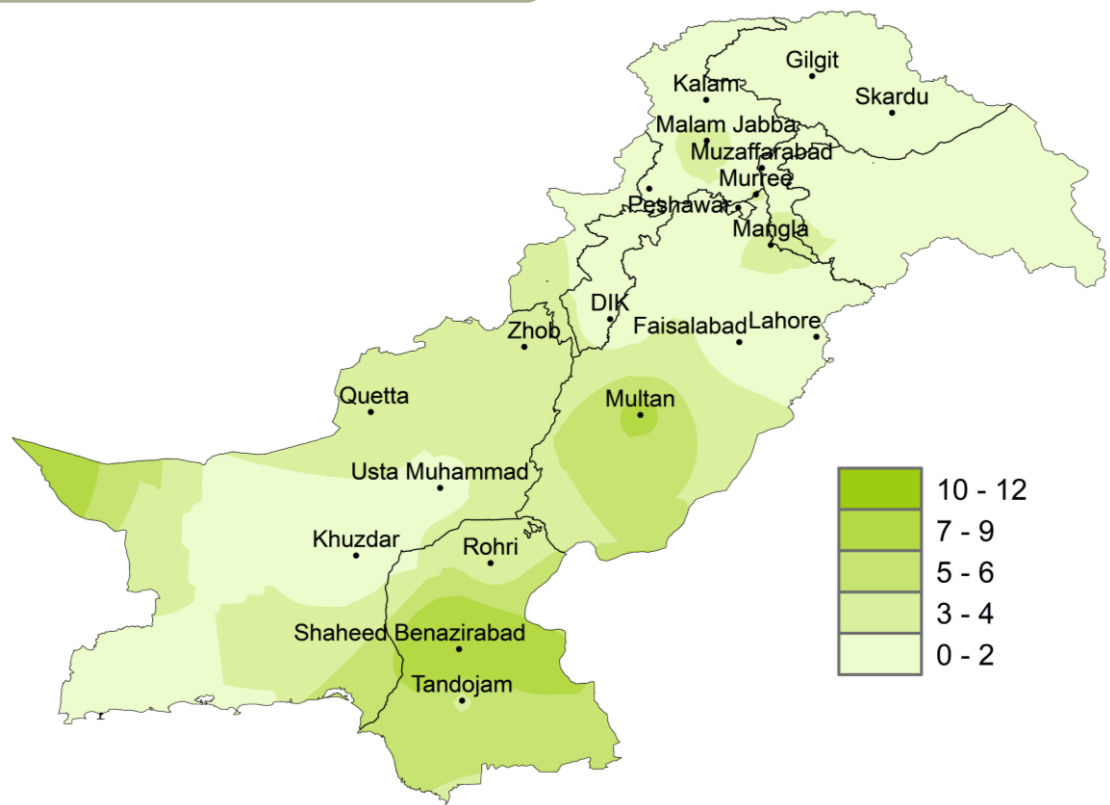 Gilgit
Kalam
Skardu
Malam Jabba
Muzaffarabad
Murree
Peshawar
Mangla
DIK
Zhob
Faisalabad
Lahore
Quetta
Multan
Usta Muhammad
Khuzdar
Rohri
Shaheed Benazirabad
Tandojam
10 - 12
7 - 9
5 - 6
3 - 4
0 - 2